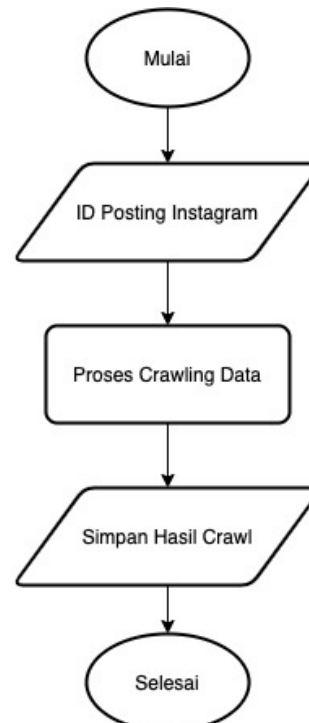 Mulai
ID Posting Instagram
Proses Crawling Data
Simpan Hasil Crawl
Selesai